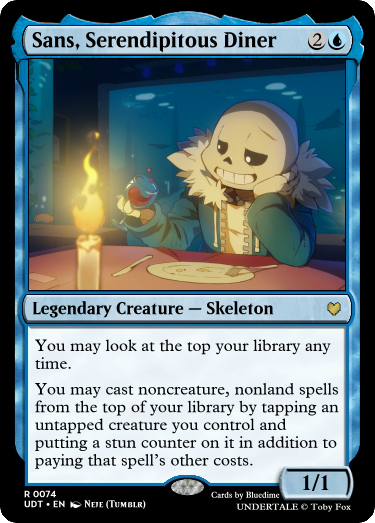 Sans, Serendipitous Diner 2
Legendary Creature — Skeleton
You may look at the top your library any
time.
You may cast noncreature, nonland spells
from the top of your library by tapping an
untapped creature you control and
putting a stun counter on it in addition to
paying that spell's other costs.
1/1
R 0074
UDT • EN Neje (Tumblr)
Cards by Bluedime
UNDERTALE © Toby Fox